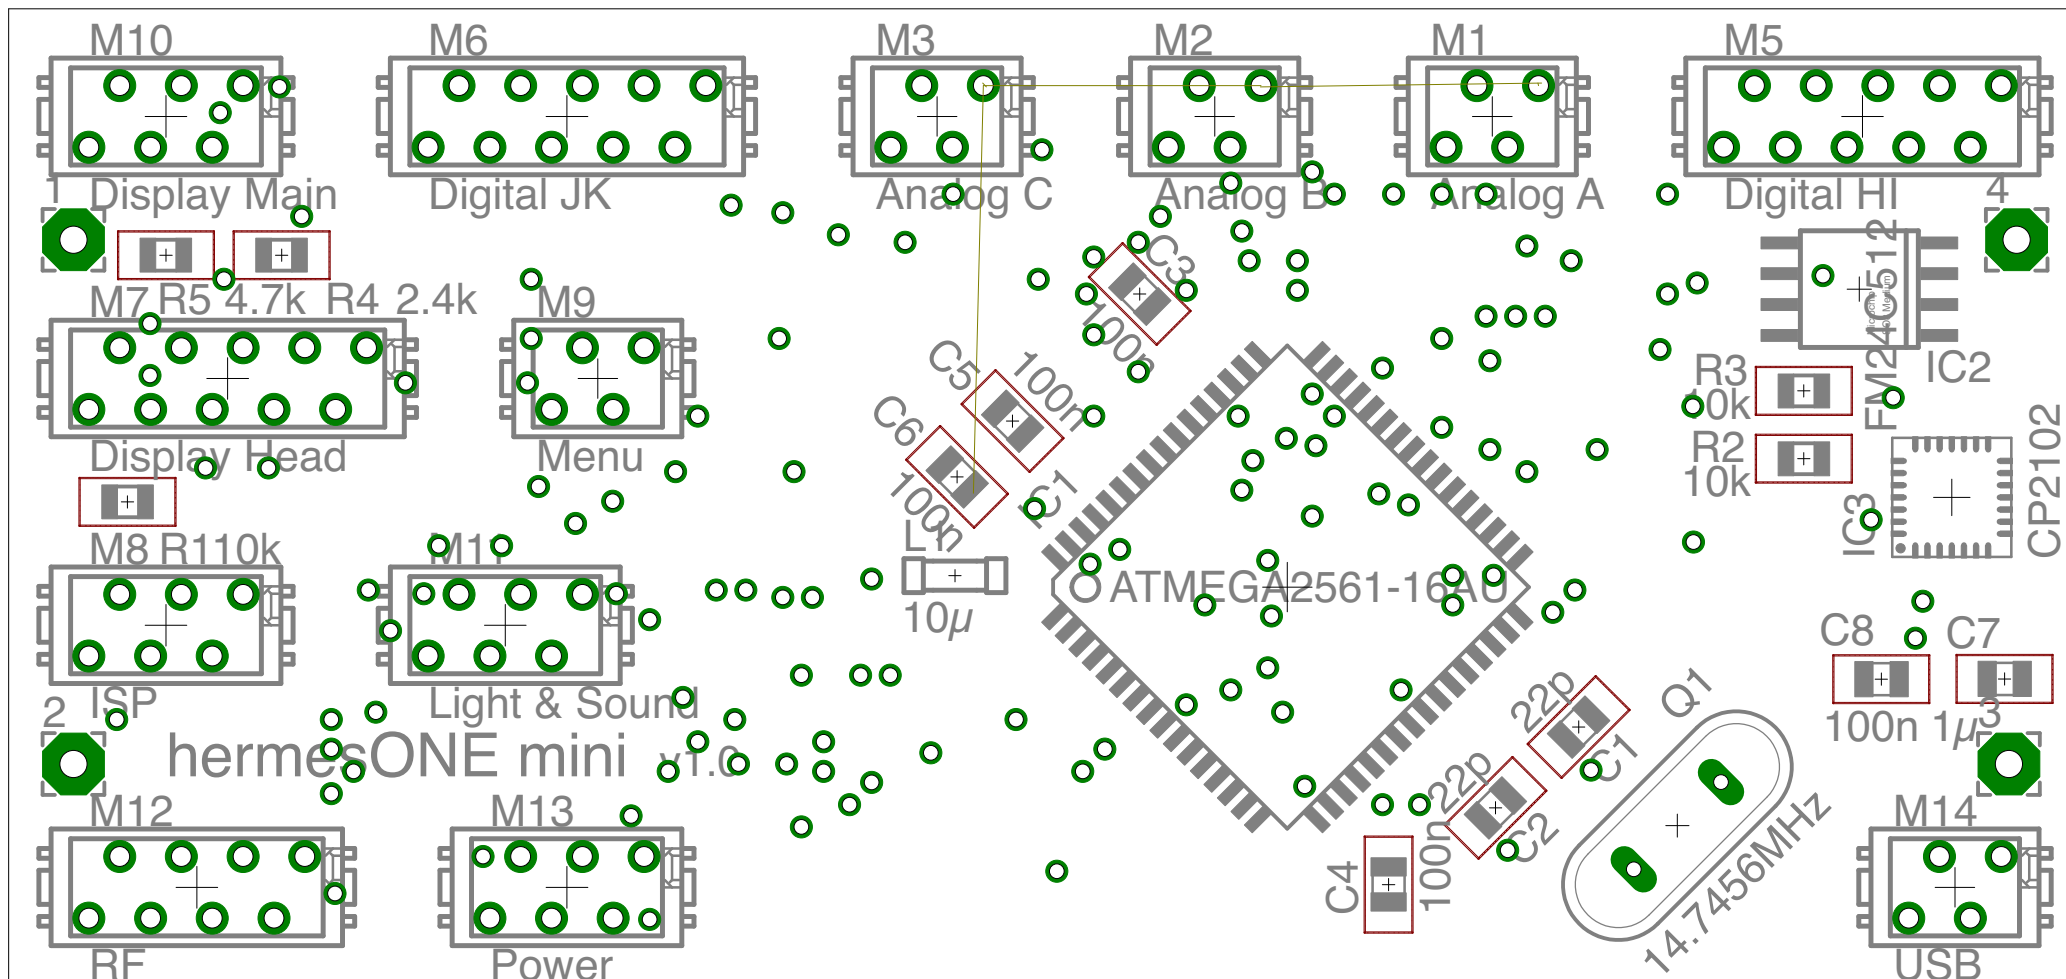 M10
M6
M3
M2
M1
M5
1
Display Main
Digital JK
Analog C
Analog B
Analog A
Digital HI
4
C3
100n
FM24C512
IC2
M7
R5 4.7k
R4 2.4k
M9
C5
100n
R3
10k
Display Head
Menu
C6
100n
IC1
R2
10k
IC3
CP2102
M8
R1 10k
M11
L1
10µ
ATMEGA2561-16AU
ISP
Light & Sound
C8
C7
100n
1µ
2
3
hermesONE mini
v1.0
22p
C1
22p
C2
Q1
14.7456MHz
C4
100n
M12
M13
M14
RF
Power
USB